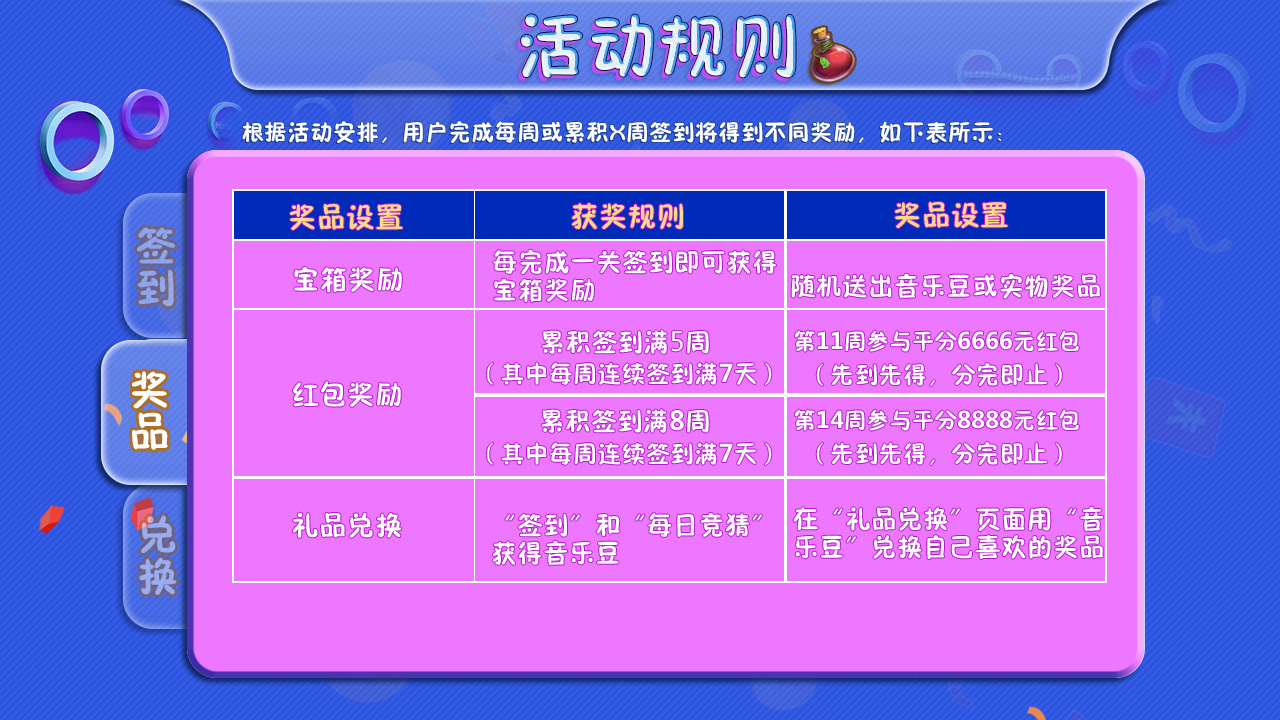 活动规则
根据活动安排，用户完成每周或累积X周签到将得到不同奖励，如下表所示：
签到
奖品
兑换
奖品设置
获奖规则
奖品设置
宝箱奖励
每完成一关签到即可获得
宝箱奖励
随机送出音乐豆或实物奖品
红包奖励
累积签到满5周
（其中每周连续签到满7天）
第11周参与平分6666元红包
（先到先得，分完即止）
累积签到满8周
（其中每周连续签到满7天）
第14周参与平分8888元红包
（先到先得，分完即止）
礼品兑换
“签到”和“每日竞猜”
获得音乐豆
在“礼品兑换”页面用“音
乐豆”兑换自己喜欢的奖品